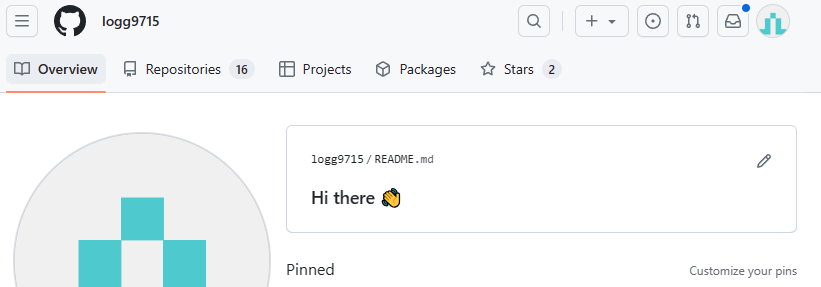 logg9715
Overview Repositories 16 Projects Packages Stars 2
logg9715/README.md
Hi there 👋
Pinned Customize your pins